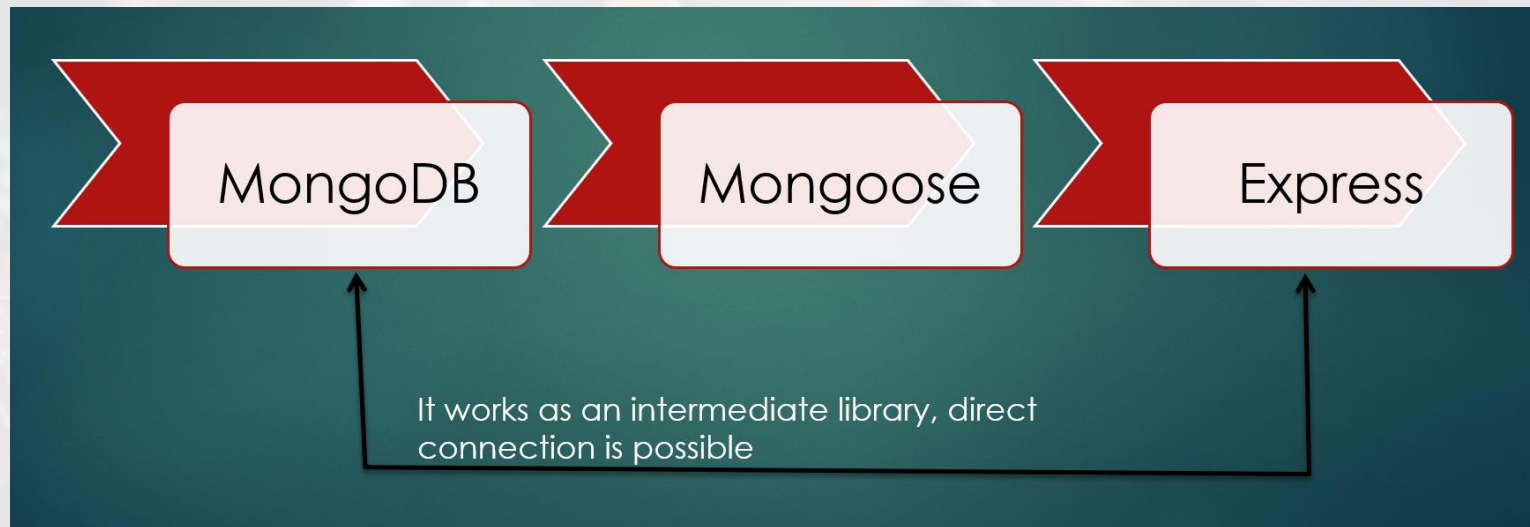 MongoDB
Mongoose
Express
It works as an intermediate library, direct
connection is possible